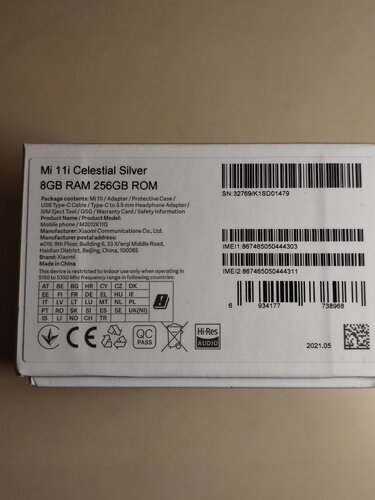 Mi 11i Celestial Silver
8GB RAM 256GB ROM
Package contents: Mi 11i / Adapter / Protective Case /
USB Type-C Cable / Type-C to 3.5 mm Headphone Adapter /
SIM Eject Tool / QSG / Warranty Card / Safety Information
Product Name / Product Model:
Mobile phone / M2012K11G
Manufacturer: Xiaomi Communications Co., Ltd.
Manufacturer postal address:
#019, 9th Floor, Building 6, 33 Xi'erqi Middle Road,
Haidian District, Beijing, China, 100085
Brand: Xiaomi
Made in China
This device is restricted to indoor use only when operating in
5150 to 5350 Mhz frequency range in following countries:
AT BE BG HR CY CZ DK
EE FI FR DE EL HU IE
IT LV LT LU MT NL PL
PT RO SK SI ES SE UK(NI)
IS LI NO CH TR
CE
QC
PASS
Hi-Res
AUDIO
SN:32769/K1SD01479
IMEI1:867465050444303
IMEI2:867465050444311
6 934177 738968
2021.05